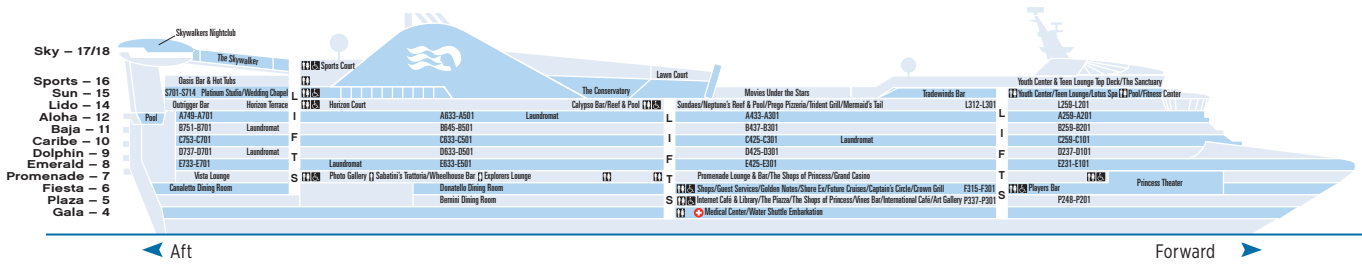 Skywalkers Nightclub
Sky – 17/18
The Skywalker
Sports Court
Lawn Court
Sports – 16
Oasis Bar & Hot Tubs
Youth Center & Teen Lounge Top Deck/The Sanctuary
Sun – 15
S701-S714 Platinum Studio/Wedding Chapel
The Conservatory
Movies Under the Stars
Tradewinds Bar
Youth Center/Teen Lounge/Lotus Spa
Pool/Fitness Center
Lido – 14
Outrigger Bar
Horizon Terrace
Horizon Court
Calypso Bar/Reef & Pool
Sundaes/Neptune's Reef & Pool/Prego Pizzeria/Trident Grill/Mermaid's Tail
L312-L301
L259-L201
Aloha – 12
Pool
A749-A701
A633-A501
Laundromat
A433-A301
A259-A201
Baja – 11
B751-B701
Laundromat
B645-B501
B437-B301
B259-B201
Caribe – 10
C753-C701
C633-C501
C425-C301
Laundromat
C259-C101
Dolphin – 9
D737-D701
Laundromat
D633-D501
D425-D301
D237-D101
Emerald – 8
E733-E701
Laundromat
E633-E501
E425-E301
E231-E101
Promenade – 7
Vista Lounge
Photo Gallery
Sabatini's Trattoria/Wheelhouse Bar
Explorers Lounge
Promenade Lounge & Bar/The Shops of Princess/Grand Casino
Princess Theater
Fiesta – 6
Canaletto Dining Room
Donatello Dining Room
Shops/Guest Services/Golden Notes/Shore Ex/Future Cruises/Captain's Circle/Crown Grill
F315-F301
Players Bar
Plaza – 5
Bernini Dining Room
Internet Café & Library/The Piazza/The Shops of Princess/Vines Bar/International Café/Art Gallery
P337-P301
P248-P201
Gala – 4
Medical Center/Water Shuttle Embarkation
LIFTS
LIFTS
LIFTS
Aft
Forward